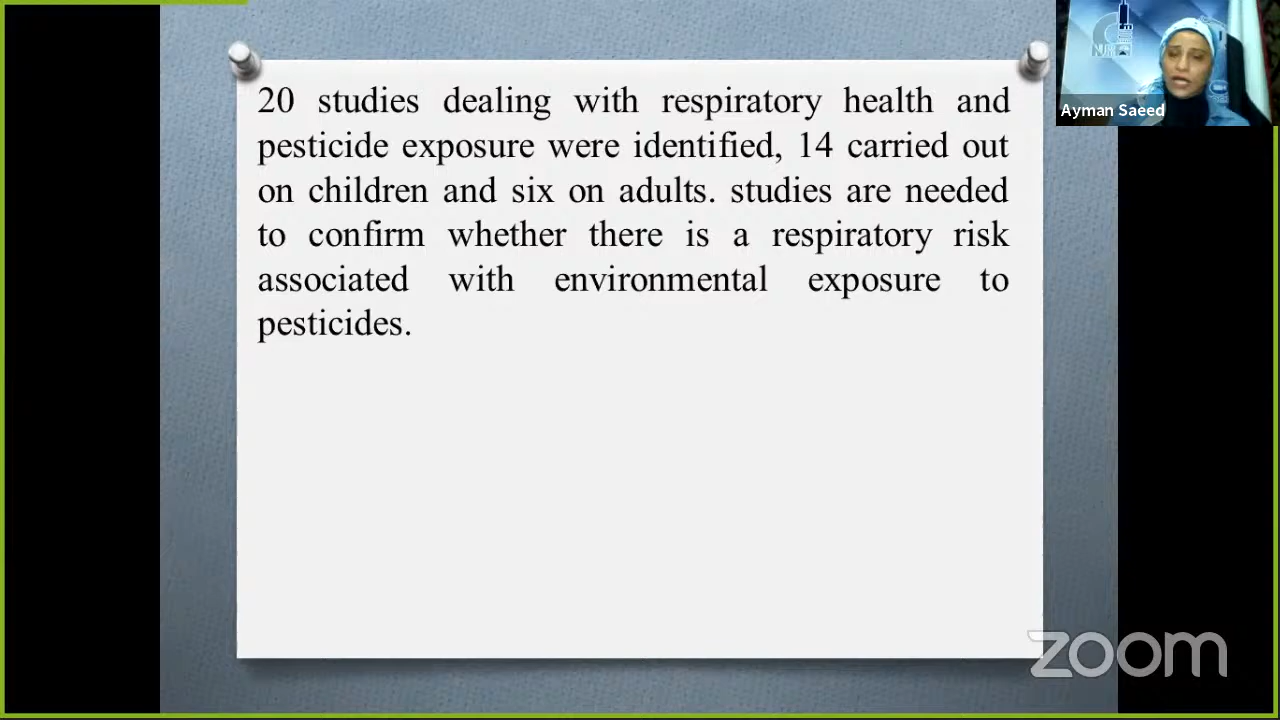 20 studies dealing with respiratory health and
pesticide exposure were identified, 14 carried out
on children and six on adults. studies are needed
to confirm whether there is a respiratory risk
associated with environmental exposure to
pesticides.
Ayman Saeed
zoom